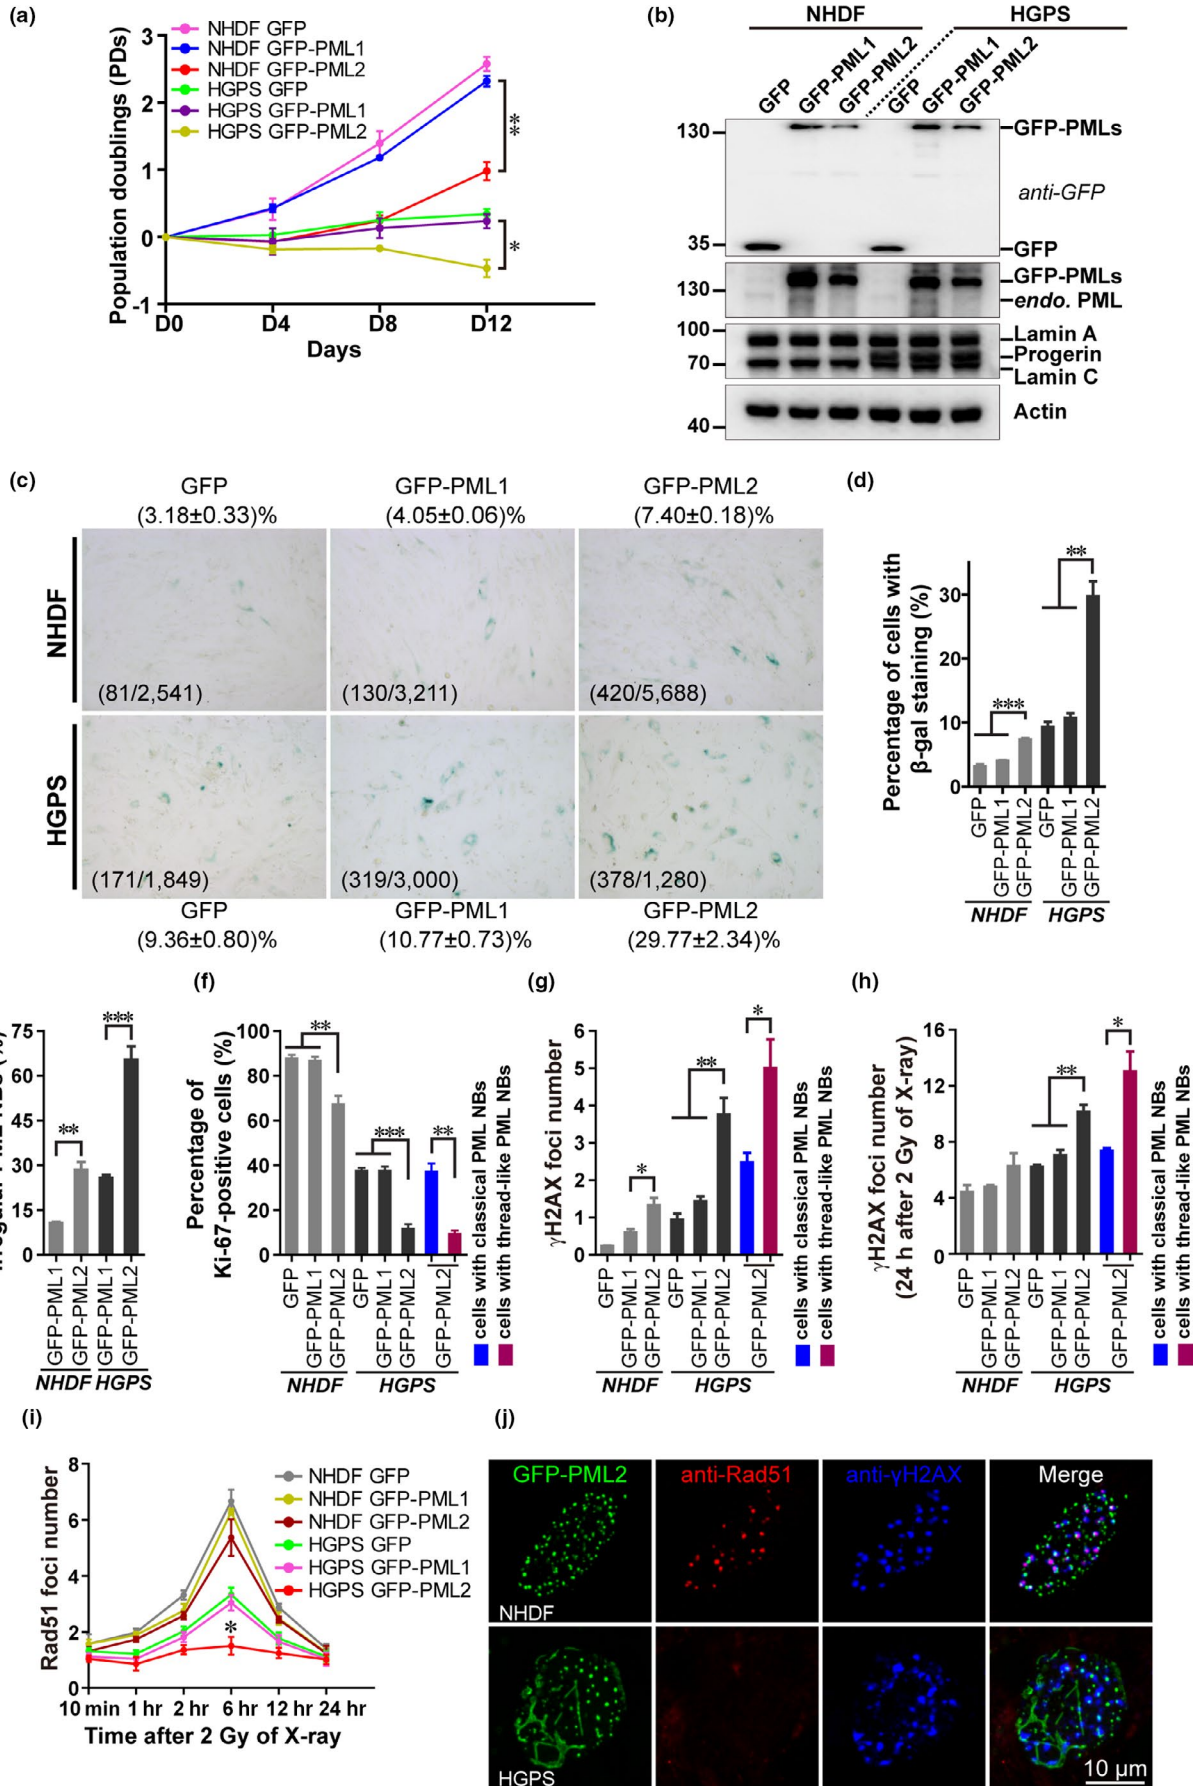 (a)
Population doublings (PDs)
3
2
1
0
-1
NHDF GFP
NHDF GFP-PML1
NHDF GFP-PML2
HGPS GFP
HGPS GFP-PML1
HGPS GFP-PML2
**
*
D0 D4 D8 D12
Days
(b)
NHDF HGPS
GFP GFP-PML1 GFP-PML2 GFP GFP-PML1 GFP-PML2
130
GFP-PMLs
anti-GFP
35
GFP
GFP-PMLs
130
endo. PML
100
Lamin A
Progerin
70
Lamin C
Actin
40
(c)
GFP GFP-PML1 GFP-PML2
(3.18±0.33)% (4.05±0.06)% (7.40±0.18)%
NHDF
(81/2,541) (130/3,211) (420/5,688)
HGPS
(171/1,849) (319/3,000) (378/1,280)
GFP GFP-PML1 GFP-PML2
(9.36±0.80)% (10.77±0.73)% (29.77±2.34)%
(d)
Percentage of cells with
β-gal staining (%)
30
20
10
0
***
**
GFP GFP-PML1 GFP-PML2 GFP GFP-PML1 GFP-PML2
NHDF HGPS
75
60
45
30
15
0
**
***
GFP-PML1 GFP-PML2 GFP-PML1 GFP-PML2
NHDF HGPS
(f)
Percentage of
Ki-67-positive cells (%)
100
80
60
40
20
0
**
***
**
GFP GFP-PML1 GFP-PML2 GFP GFP-PML1 GFP-PML2 GFP-PML2
NHDF HGPS
cells with classical PML NBs
cells with thread-like PML NBs
(g)
γH2AX foci number
6
5
4
3
2
1
0
*
**
*
GFP GFP-PML1 GFP-PML2 GFP GFP-PML1 GFP-PML2 GFP-PML2
NHDF HGPS
cells with classical PML NBs
cells with thread-like PML NBs
(h)
γH2AX foci number
(24 h after 2 Gy of X-ray)
16
12
8
4
0
**
*
GFP GFP-PML1 GFP-PML2 GFP GFP-PML1 GFP-PML2 GFP-PML2
NHDF HGPS
cells with classical PML NBs
cells with thread-like PML NBs
(i)
Rad51 foci number
8
6
4
2
0
NHDF GFP
NHDF GFP-PML1
NHDF GFP-PML2
HGPS GFP
HGPS GFP-PML1
HGPS GFP-PML2
*
10 min 1 hr 2 hr 6 hr 12 hr 24 hr
Time after 2 Gy of X-ray
(j)
GFP-PML2 anti-Rad51 anti-γH2AX Merge
NHDF
HGPS
10 μm